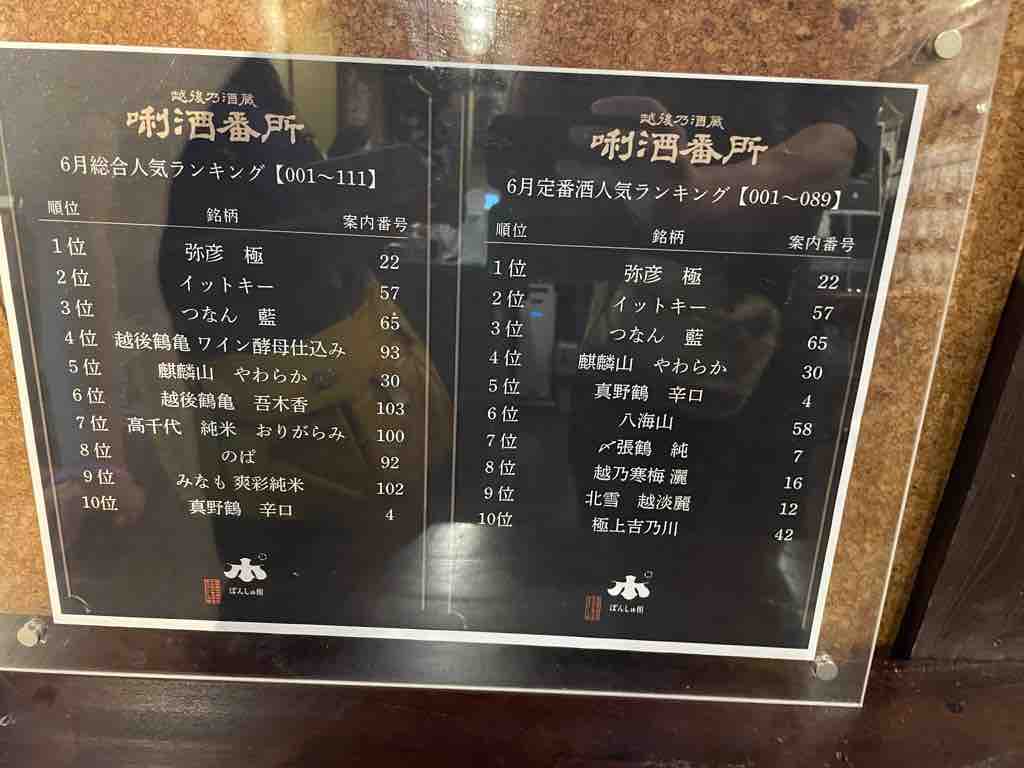 越後乃酒蔵
唎酒番所
6月総合人気ランキング【001〜111】
順位 銘柄 案内番号
1位 弥彦 極 22
2位 イットキー 57
3位 つなん 藍 65
4位 越後鶴亀 ワイン酵母仕込み 93
5位 麒麟山 やわらか 30
6位 越後鶴亀 吾木香 103
7位 高千代 純米 おりがらみ 100
8位 のぱ 92
9位 みなも 爽彩純米 102
10位 真野鶴 辛口 4
ぽんしゅ館
越後乃酒蔵
唎酒番所
6月定番酒人気ランキング【001〜089】
順位 銘柄 案内番号
1位 弥彦 極 22
2位 イットキー 57
3位 つなん 藍 65
4位 麒麟山 やわらか 30
5位 真野鶴 辛口 4
6位 八海山 58
7位 〆張鶴 純 7
8位 越乃寒梅 灑 16
9位 北雪 越淡麗 12
10位 極上吉乃川 42
ぽんしゅ館